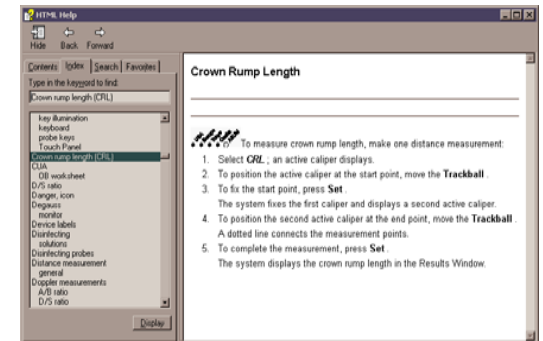 HTML Help
Hide Back Forward
Contents Index Search Favorites
Type in the keyword to find:
Crown rump length (CRL)
key illumination
keyboard
probe keys
Touch Panel
Crown rump length (CRL)
CUA
OB worksheet
D/S ratio
Danger, icon
Degauss
monitor
Device labels
Disinfecting
solutions
Disinfecting probes
Distance measurement
general
Doppler measurements
A/B ratio
D/S ratio
Display
Crown Rump Length
To measure crown rump length, make one distance measurement:
1. Select CRL ; an active caliper displays.
2. To position the active caliper at the start point, move the Trackball .
3. To fix the start point, press Set .
The system fixes the first caliper and displays a second active caliper.
4. To position the second active caliper at the end point, move the Trackball .
A dotted line connects the measurement points.
5. To complete the measurement, press Set .
The system displays the crown rump length in the Results Window.